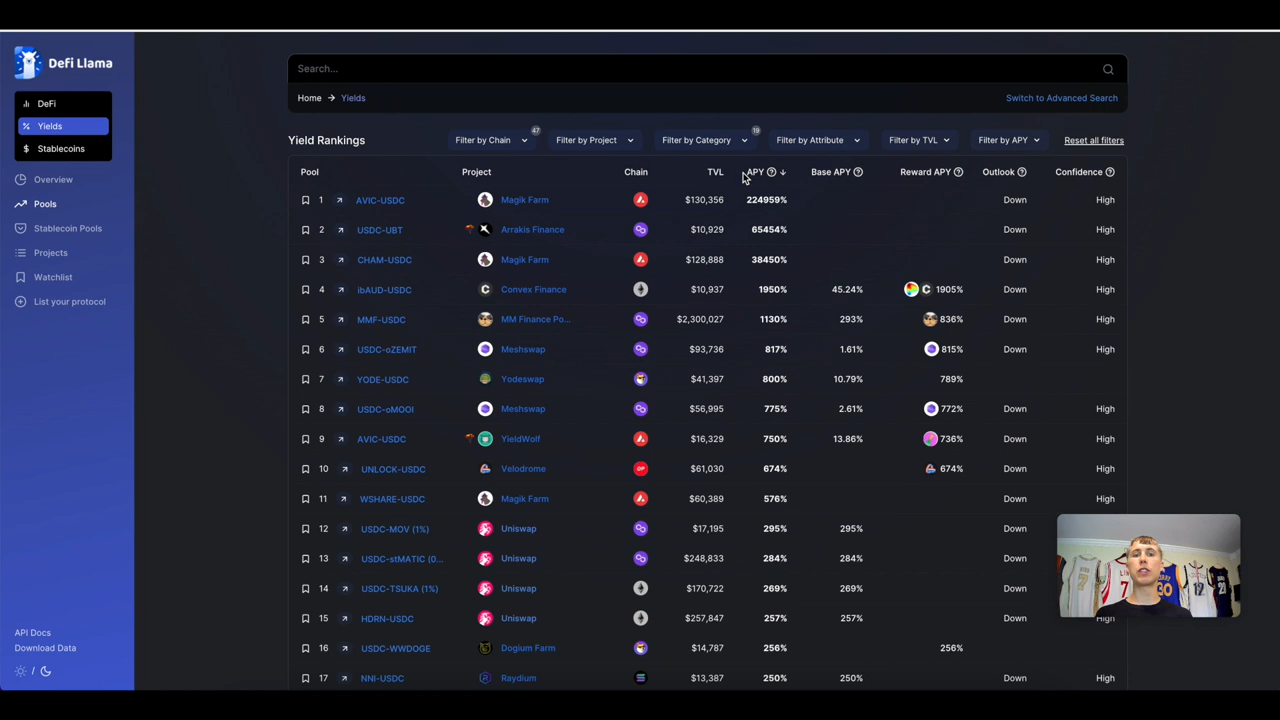 Defi Llama
DeFi
Yields
Stablecoins
Overview
Pools
Stablecoin Pools
Projects
Watchlist
List your protocol
API Docs
Download Data
/
Search...
Home → Yields Switch to Advanced Search
Yield Rankings Filter by Chain 47 Filter by Project Filter by Category 19 Filter by Attribute Filter by TVL Filter by APY Reset all filters
Pool Project Chain TVL APY Base APY Reward APY Outlook Confidence
1 AVIC-USDC Magik Farm $130,356 224959% Down High
2 USDC-UBT Arrakis Finance $10,929 65454% Down High
3 CHAM-USDC Magik Farm $128,888 38450% Down High
4 ibAUD-USDC Convex Finance $10,937 1950% 45.24% 1905% Down High
5 MMF-USDC MM Finance Po... $2,300,027 1130% 293% 836% Down High
6 USDC-oZEMIT Meshswap $93,736 817% 1.61% 815% Down High
7 YODE-USDC Yodeswap $41,397 800% 10.79% 789%
8 USDC-oMOOI Meshswap $56,995 775% 2.61% 772% Down High
9 AVIC-USDC YieldWolf $16,329 750% 13.86% 736% Down High
10 UNLOCK-USDC Velodrome OP $61,030 674% 674% Down High
11 WSHARE-USDC Magik Farm $60,389 576% Down High
12 USDC-MOV (1%) Uniswap $17,195 295% 295% Down High
13 USDC-stMATIC (0... Uniswap $248,833 284% 284% Down
14 USDC-TSUKA (1%) Uniswap $170,722 269% 269% Down
15 HDRN-USDC Uniswap $257,847 257% 257% Down High
16 USDC-WWDOGE Dogium Farm $14,787 256% 256%
17 NNI-USDC Raydium $13,387 250% 250% Down High